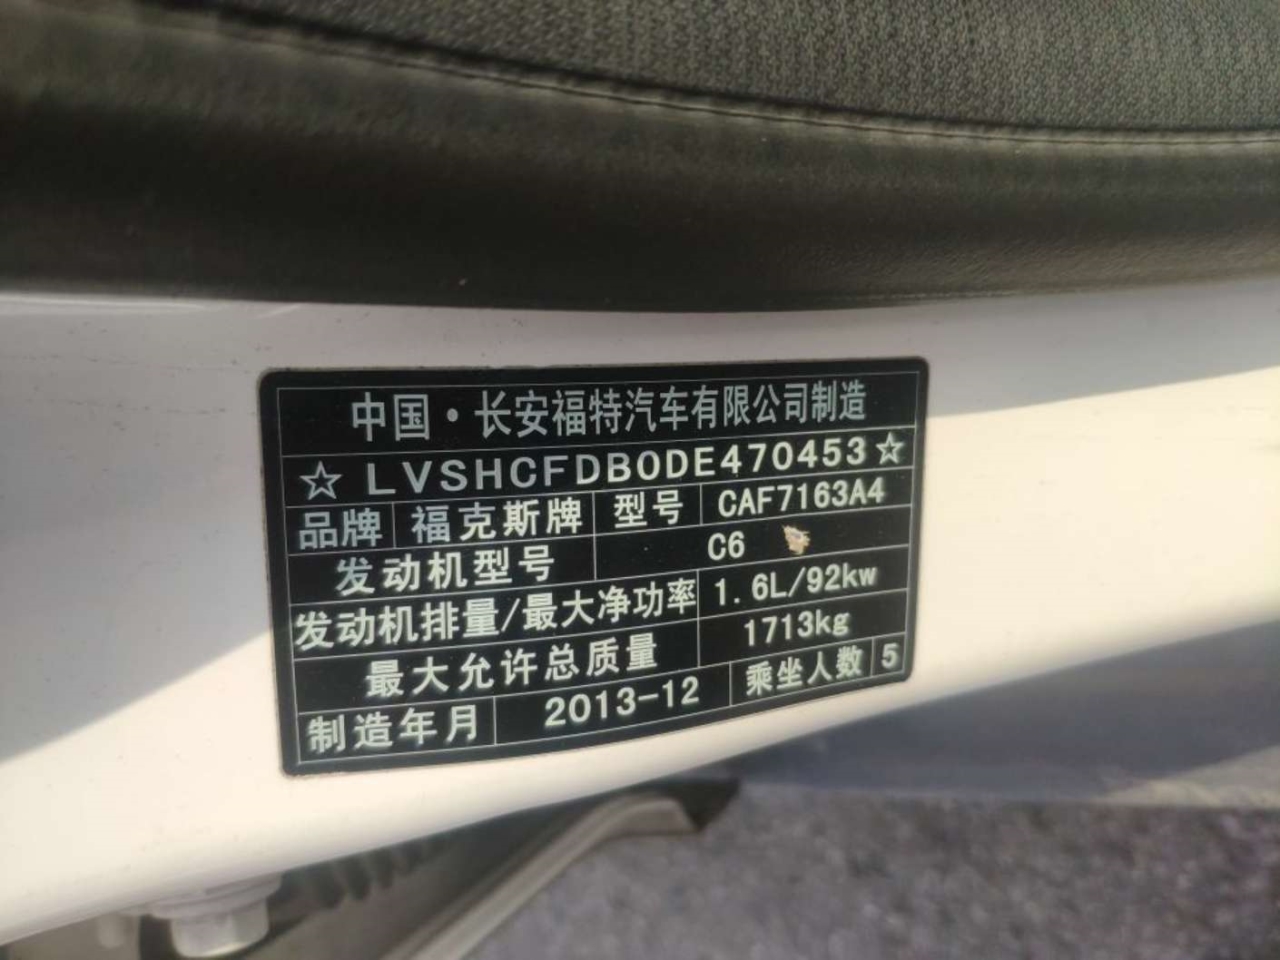 中国·长安福特汽车有限公司制造
☆LVSHCFDB0DE470453☆
品牌 福克斯牌 型号 CAF7163A4
发动机型号 C6
发动机排量/最大净功率 1.6L/92kw
最大允许总质量 1713kg
制造年月 2013-12 乘坐人数 5